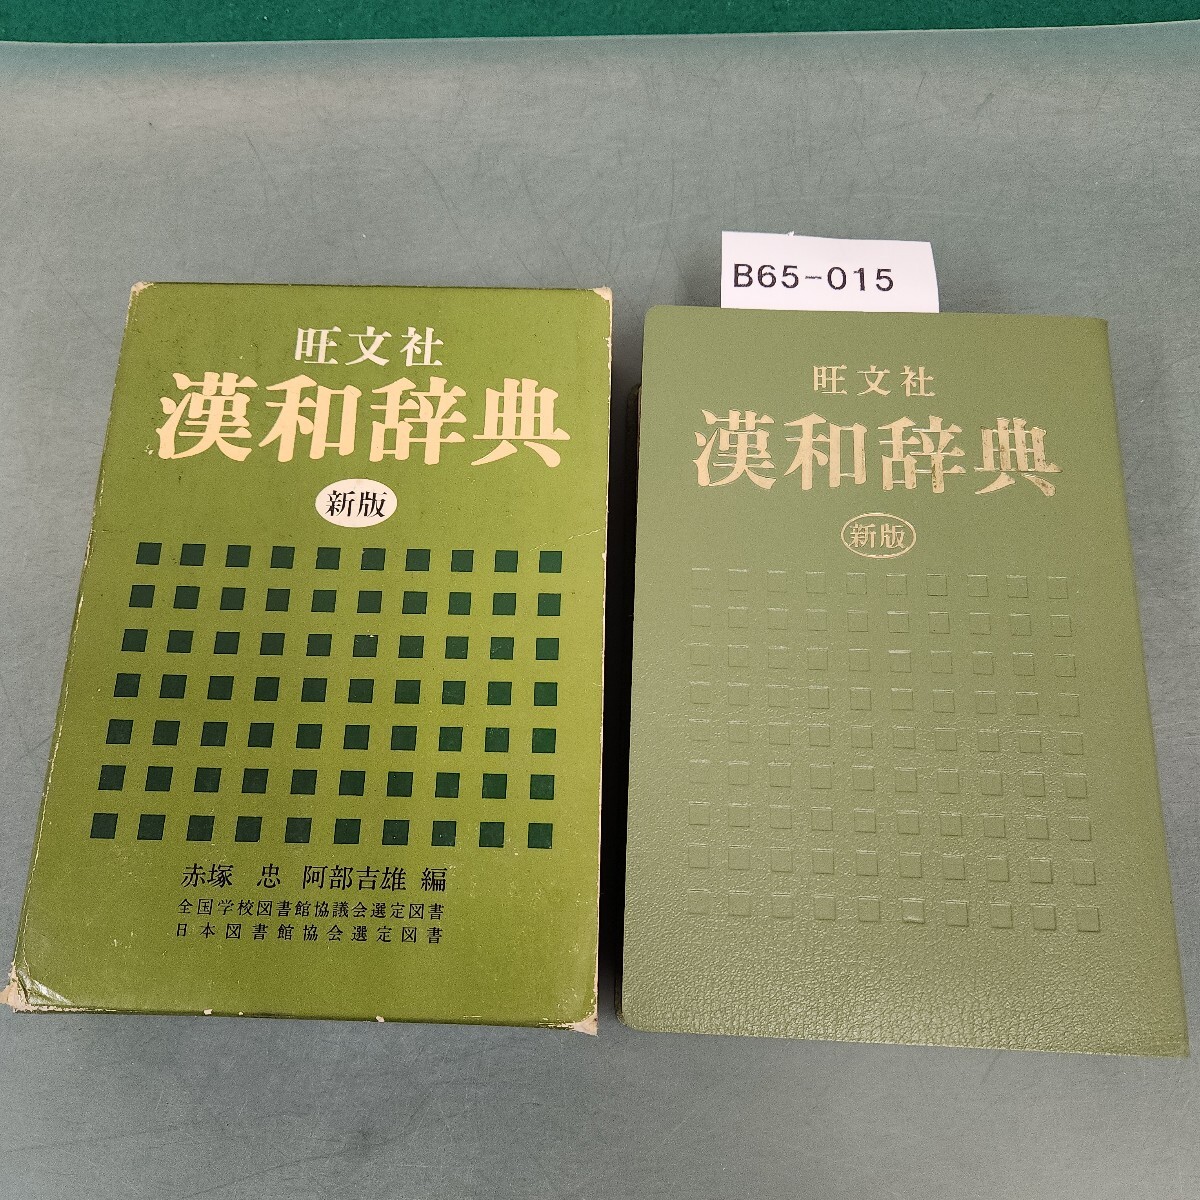 旺文社
漢和辞典
新版
赤塚 忠 阿部吉雄 編
全国学校図書館協議会選定図書
日本図書館協会選定図書
B65-015
旺文社
漢和辞典
新版